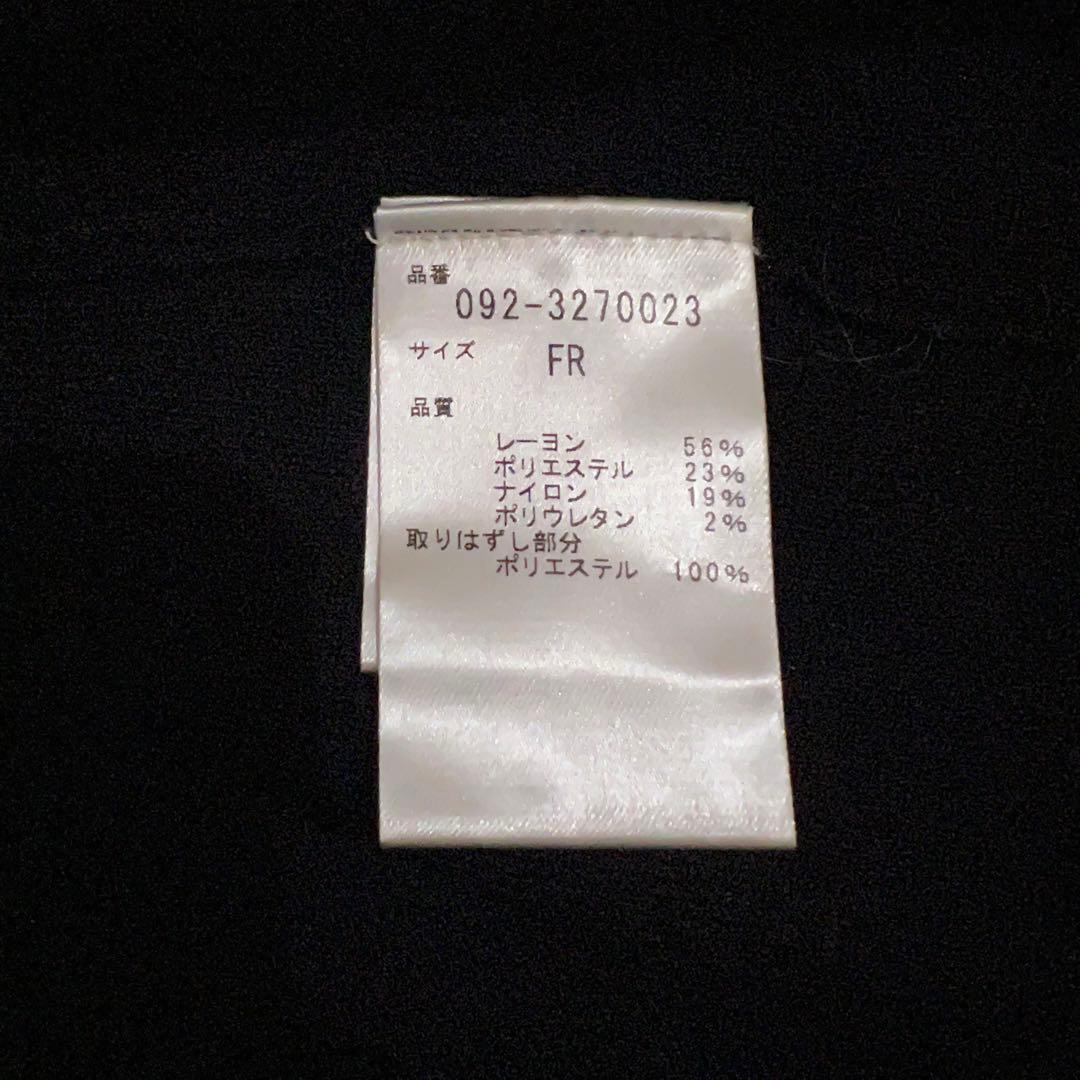 品番
092-3270023
サイズ FR
品質
レーヨン 56%
ポリエステル 23%
ナイロン 19%
ポリウレタン 2%
取りはずし部分
ポリエステル 100%